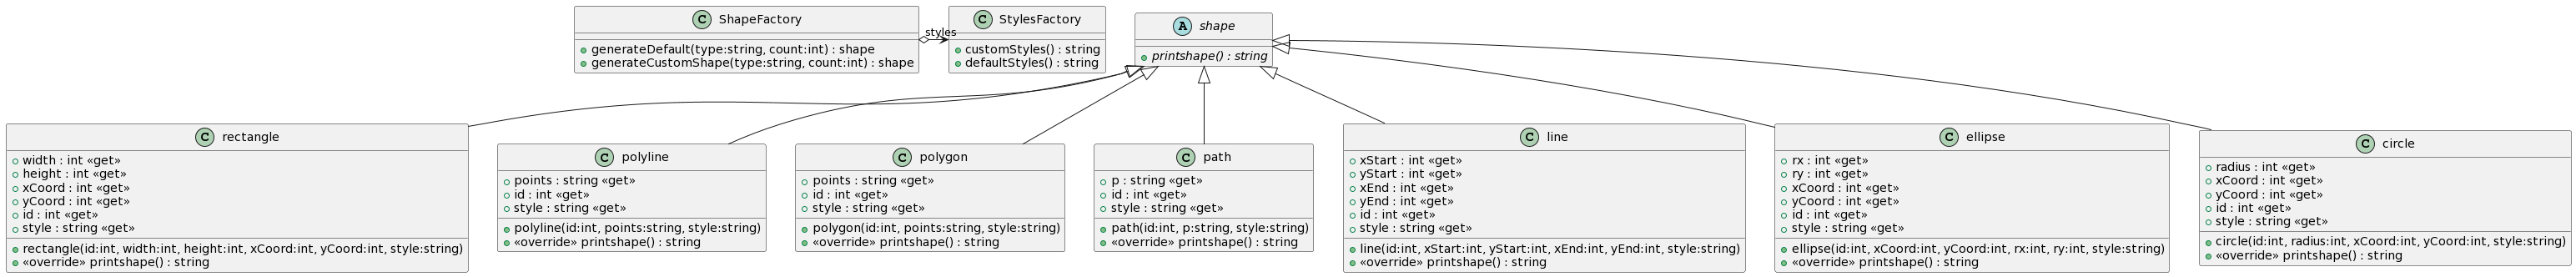 C ShapeFactory
generateDefault(type:string, count:int) : shape
generateCustomShape(type:string, count:int) : shape
styles
C StylesFactory
customStyles() : string
defaultStyles() : string
A shape
printshape() : string
C rectangle
width : int «get»
height : int «get»
xCoord : int «get»
yCoord : int «get»
id : int «get»
style : string «get»
rectangle(id:int, width:int, height:int, xCoord:int, yCoord:int, style:string)
«override» printshape() : string
C polyline
points : string «get»
id : int «get»
style : string «get»
polyline(id:int, points:string, style:string)
«override» printshape() : string
C polygon
points : string «get»
id : int «get»
style : string «get»
polygon(id:int, points:string, style:string)
«override» printshape() : string
C path
p : string «get»
id : int «get»
style : string «get»
path(id:int, p:string, style:string)
«override» printshape() : string
C line
xStart : int «get»
yStart : int «get»
xEnd : int «get»
yEnd : int «get»
id : int «get»
style : string «get»
line(id:int, xStart:int, yStart:int, xEnd:int, yEnd:int, style:string)
«override» printshape() : string
C ellipse
rx : int «get»
ry : int «get»
xCoord : int «get»
yCoord : int «get»
id : int «get»
style : string «get»
ellipse(id:int, xCoord:int, yCoord:int, rx:int, ry:int, style:string)
«override» printshape() : string
C circle
radius : int «get»
xCoord : int «get»
yCoord : int «get»
id : int «get»
style : string «get»
circle(id:int, radius:int, xCoord:int, yCoord:int, style:string)
«override» printshape() : string